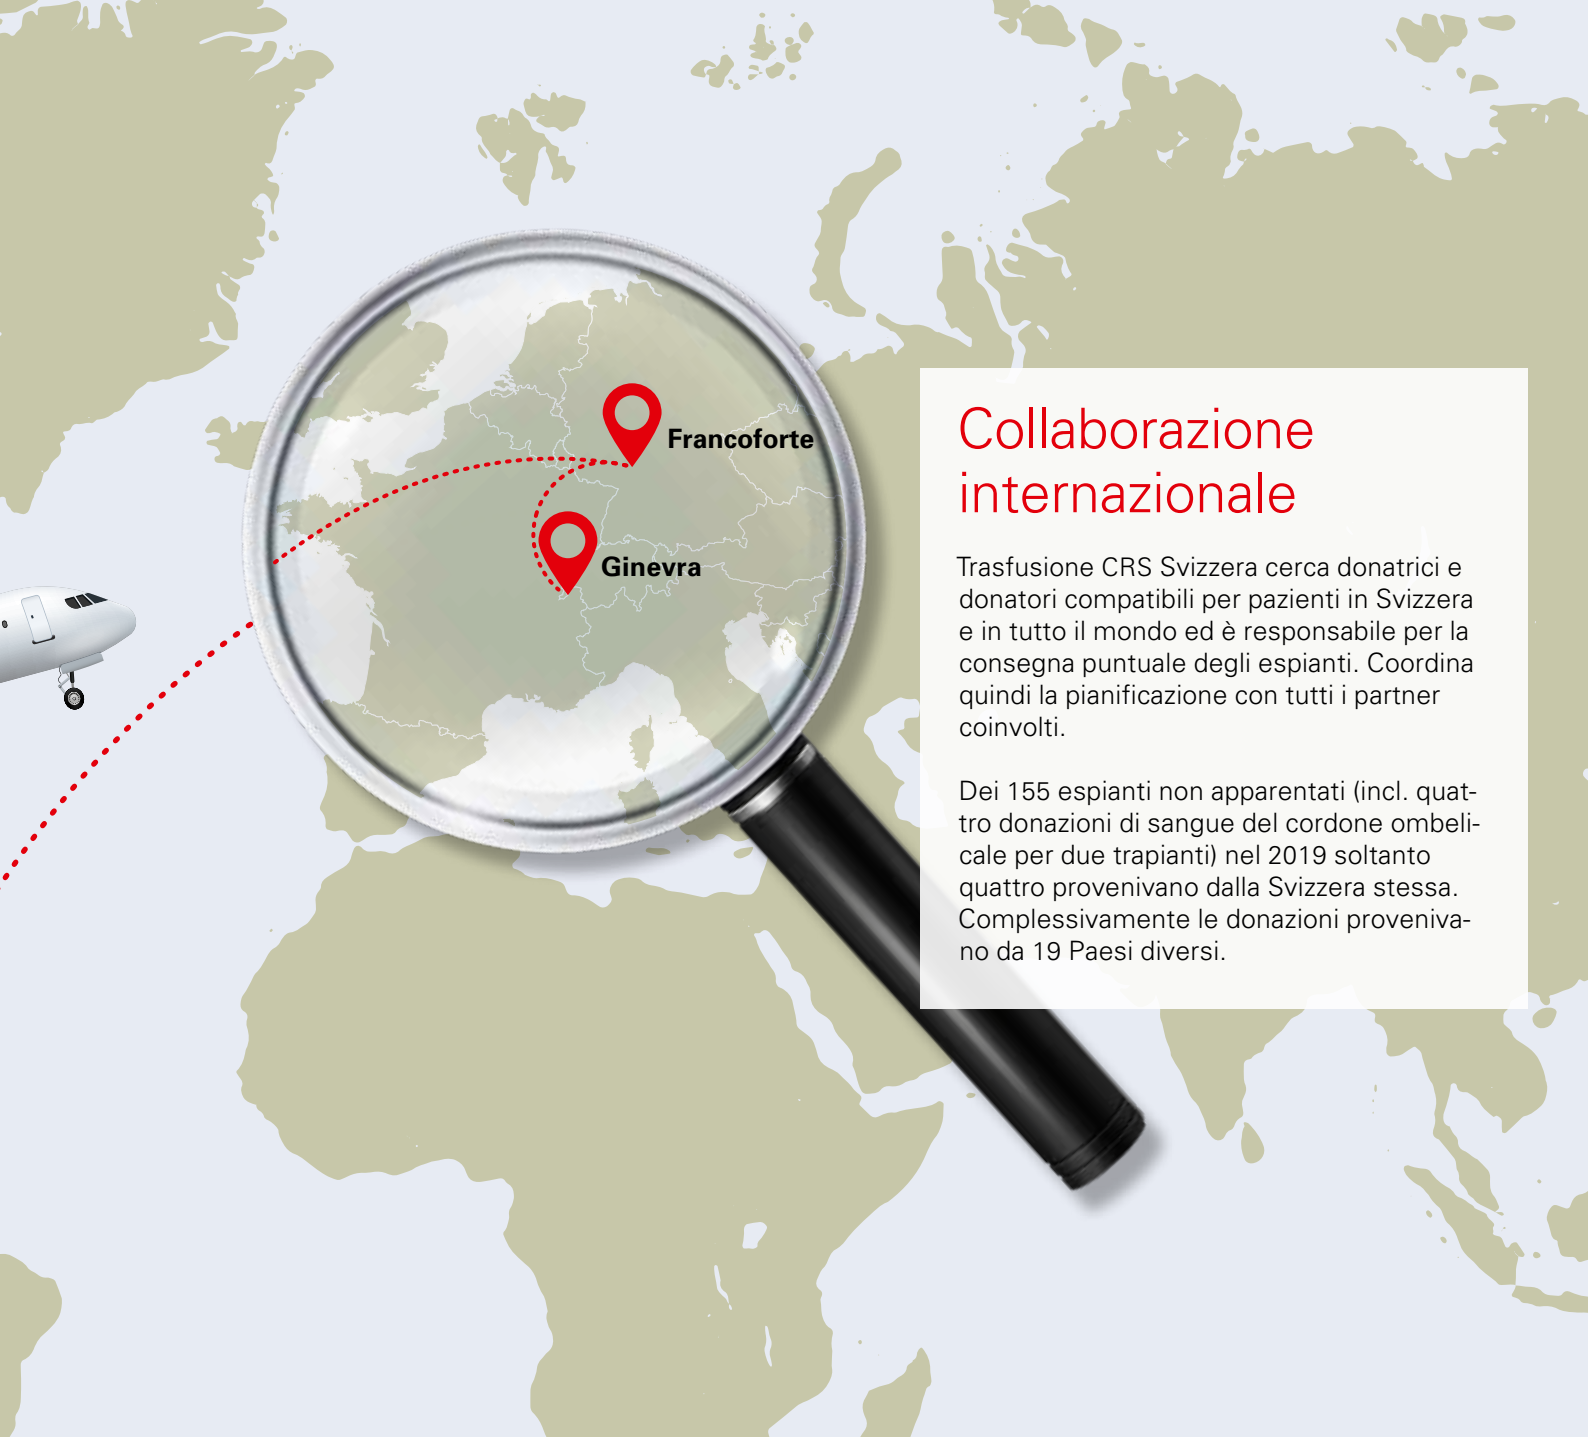 Francoforte
Ginevra
Collaborazione
internazionale
Trasfusione CRS Svizzera cerca donatrici e
donatori compatibili per pazienti in Svizzera
e in tutto il mondo ed è responsabile per la
consegna puntuale degli espianti. Coordina
quindi la pianificazione con tutti i partner
coinvolti.
Dei 155 espianti non apparentati (incl. quat-
tro donazioni di sangue del cordone ombeli-
cale per due trapianti) nel 2019 soltanto
quattro provenivano dalla Svizzera stessa.
Complessivamente le donazioni proveniva-
no da 19 Paesi diversi.